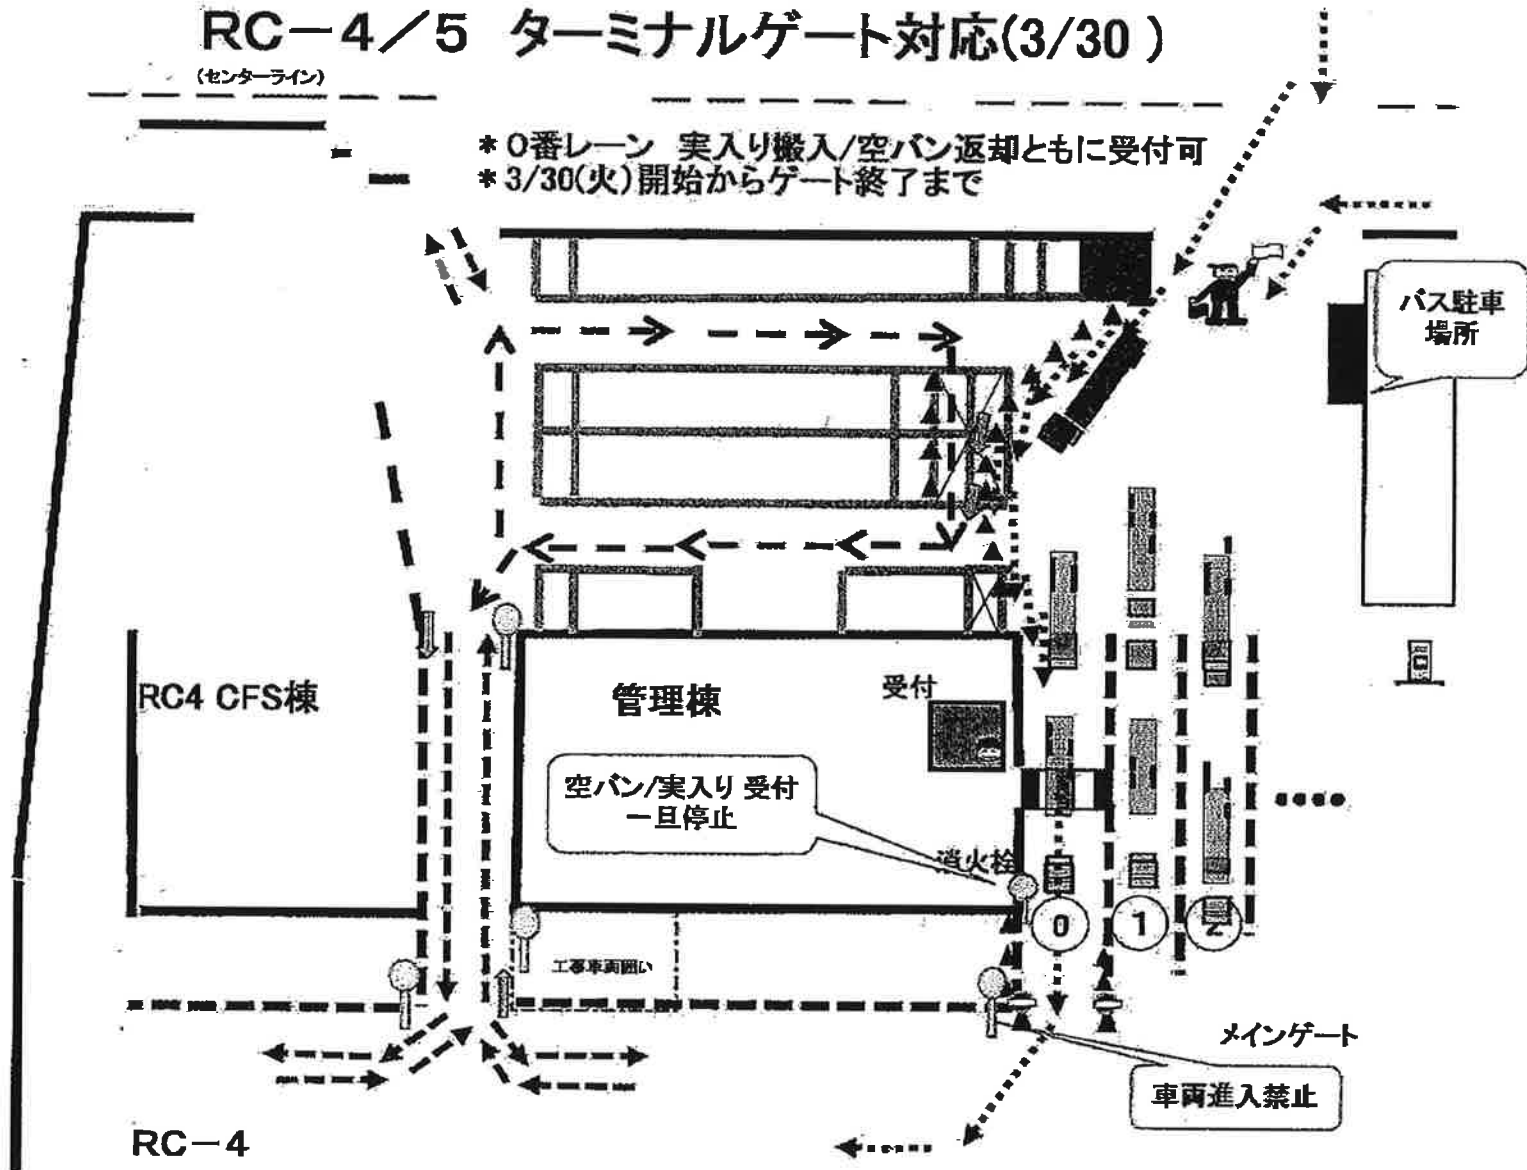 RC－4／5 ターミナルゲート対応(3/30 )
(センターライン)
* 0番レーン 実入り搬入/空バン返却ともに受付可
* 3/30(火)開始からゲート終了まで
バス駐車
場所
RC4 CFS棟
管理棟
受付
空バン/実入り 受付
一旦停止
消火栓
0
1
2
工事車両囲い
メインゲート
車両進入禁止
RC－4